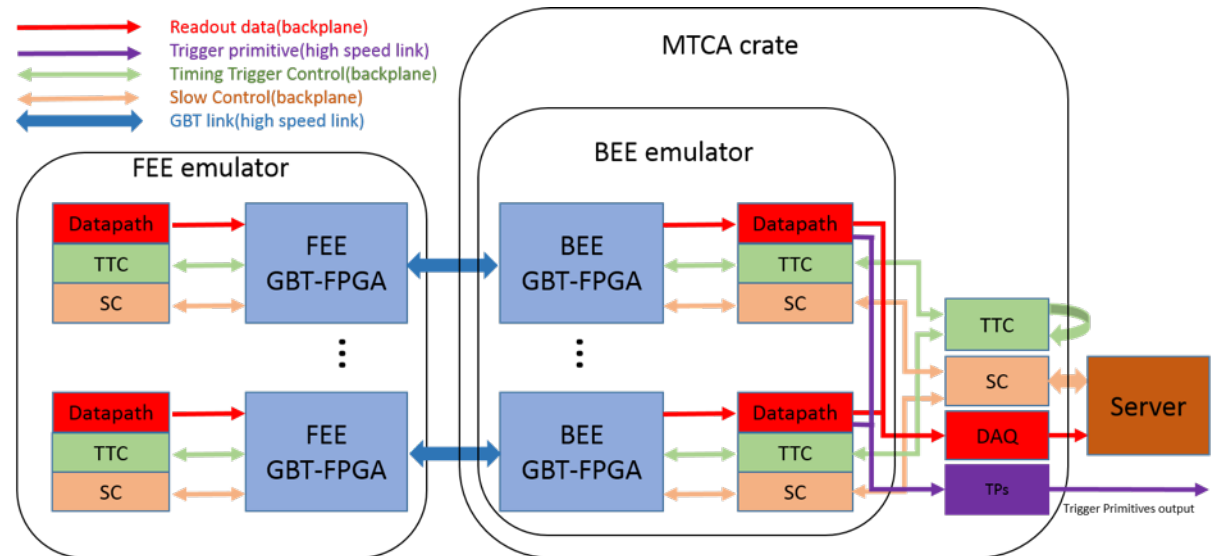 Readout data(backplane)
Trigger primitive(high speed link)
Timing Trigger Control(backplane)
Slow Control(backplane)
GBT link(high speed link)
MTCA crate
FEE emulator
BEE emulator
Datapath
TTC
SC
FEE
GBT-FPGA
BEE
GBT-FPGA
Datapath
TTC
SC
Datapath
TTC
SC
FEE
GBT-FPGA
BEE
GBT-FPGA
Datapath
TTC
SC
TTC
SC
DAQ
TPs
Server
Trigger Primitives output